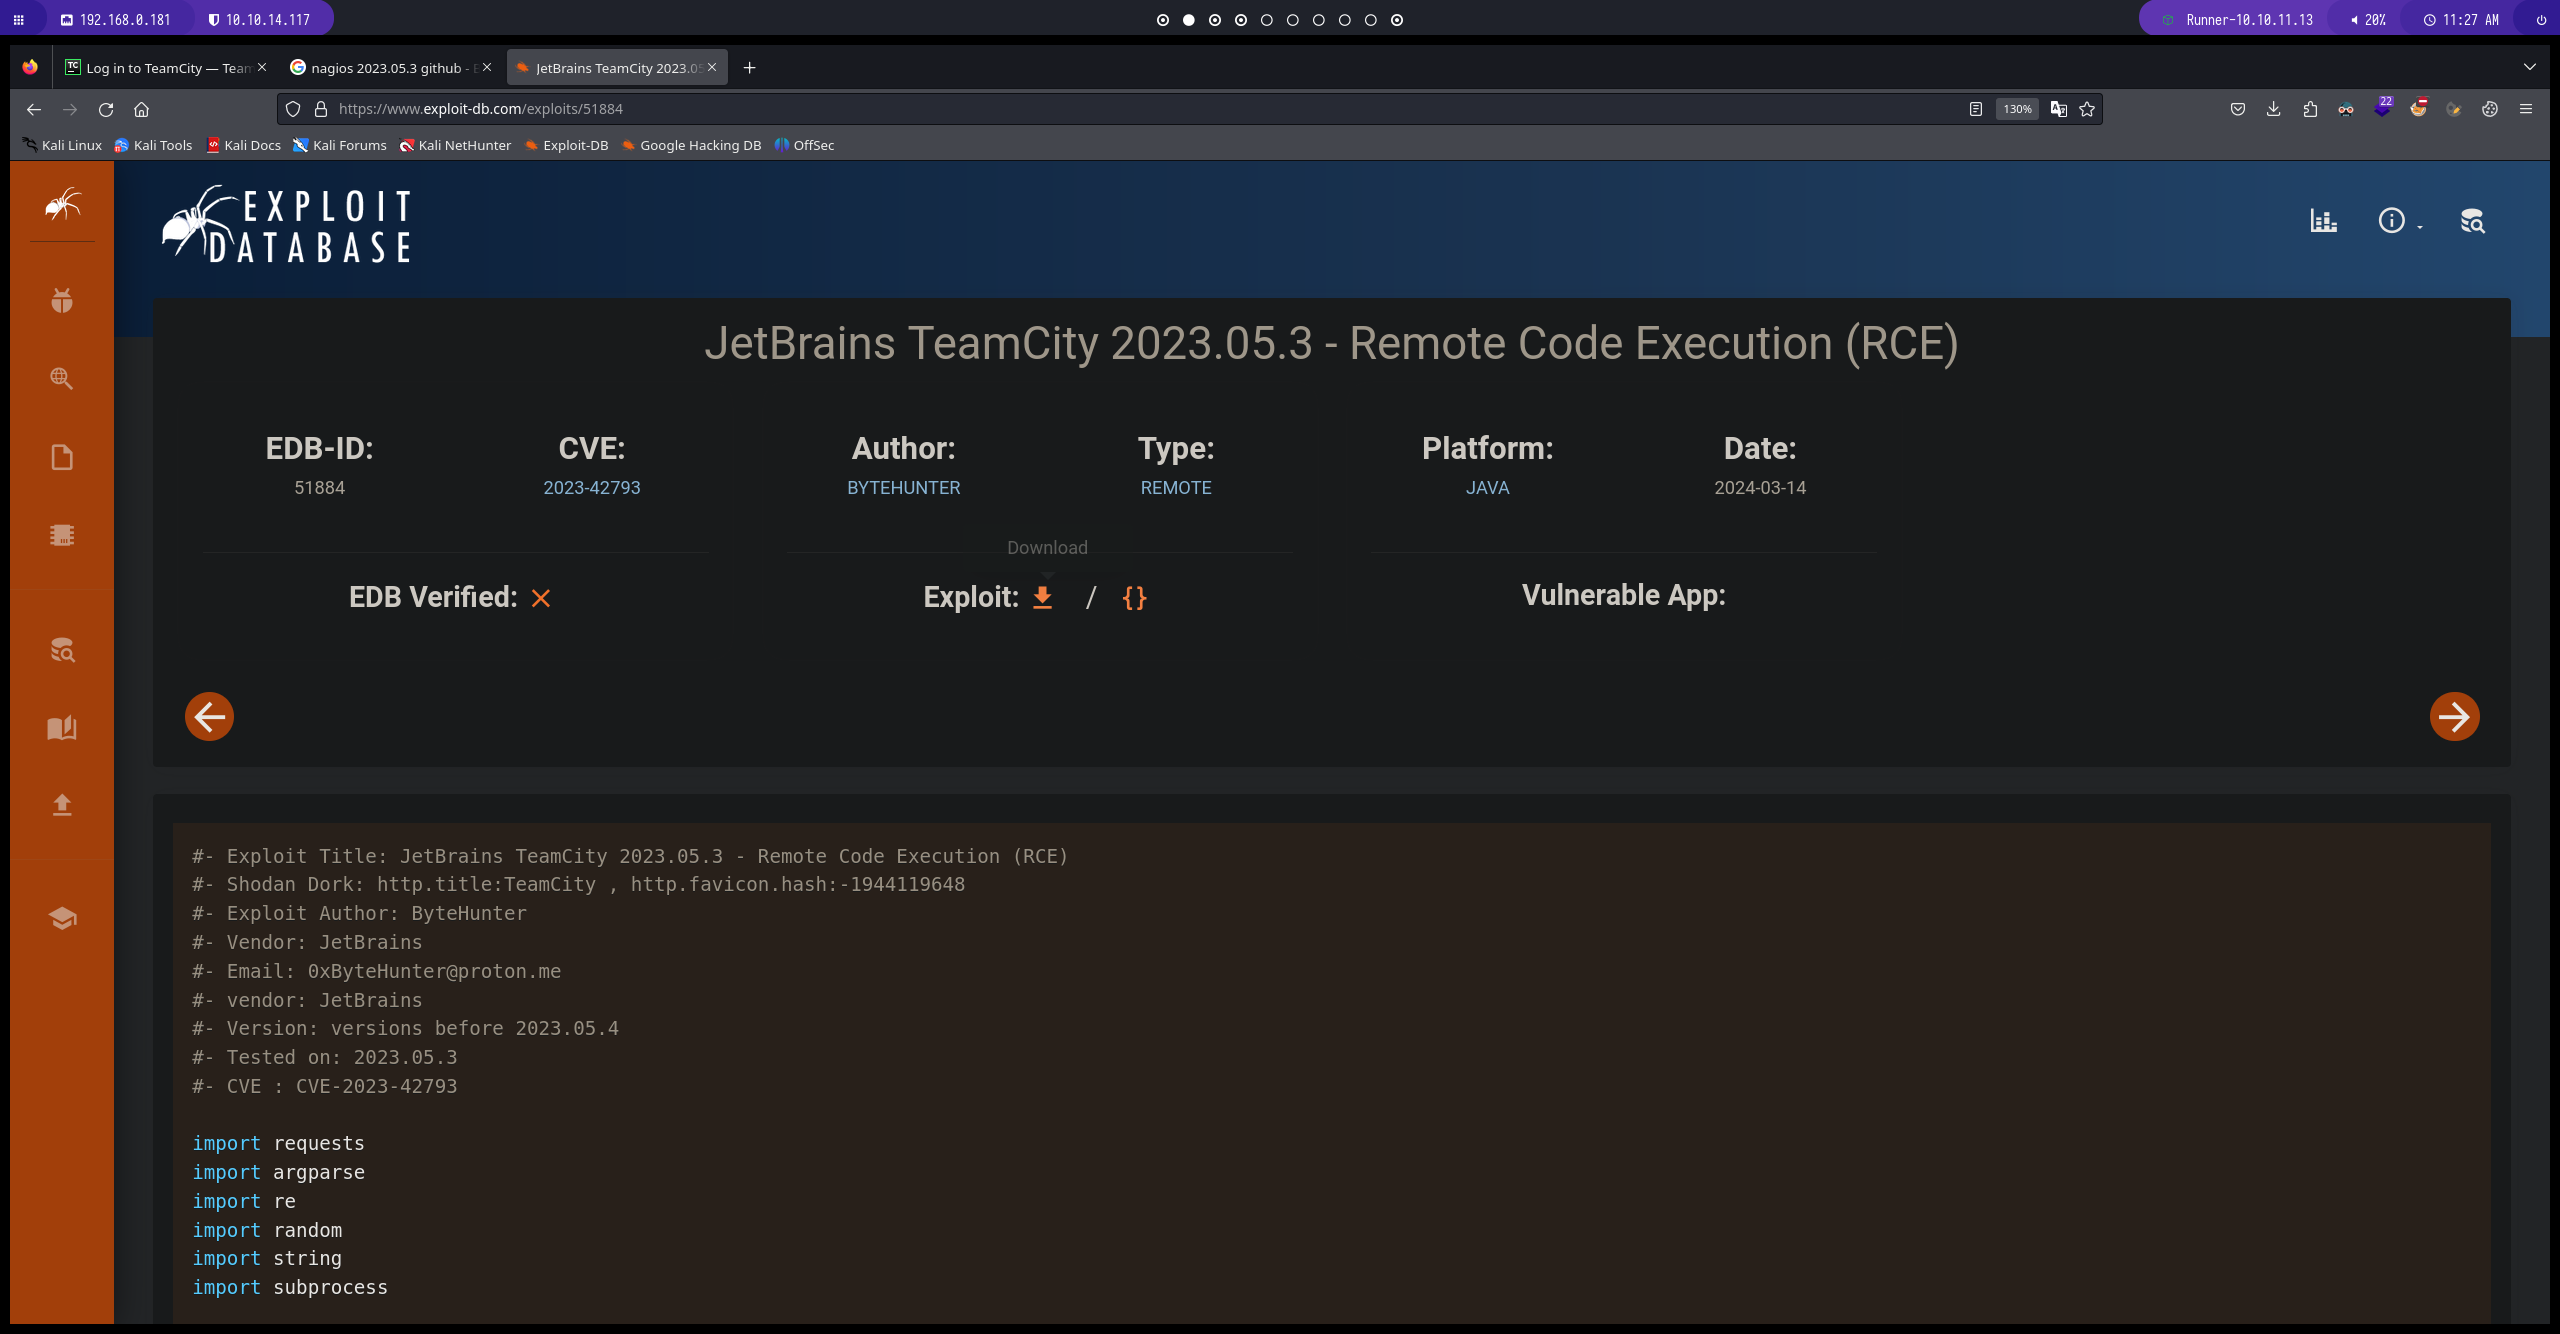 192.168.0.181 10.10.14.117 Runner-10.10.11.13 20% 11:27 AM
Log in to TeamCity — Team nagios 2023.05.3 github - JetBrains TeamCity 2023.05
https://www.exploit-db.com/exploits/51884 130% 22
Kali Linux Kali Tools Kali Docs Kali Forums Kali NetHunter Exploit-DB Google Hacking DB OffSec
EXPLOIT
DATABASE
JetBrains TeamCity 2023.05.3 - Remote Code Execution (RCE)
EDB-ID: CVE: Author: Type: Platform: Date:
51884 2023-42793 BYTEHUNTER REMOTE JAVA 2024-03-14
Download
EDB Verified: Exploit: / {} Vulnerable App:
#- Exploit Title: JetBrains TeamCity 2023.05.3 - Remote Code Execution (RCE)
#- Shodan Dork: http.title:TeamCity , http.favicon.hash:-1944119648
#- Exploit Author: ByteHunter
#- Vendor: JetBrains
#- Email: 0xByteHunter@proton.me
#- vendor: JetBrains
#- Version: versions before 2023.05.4
#- Tested on: 2023.05.3
#- CVE : CVE-2023-42793
import requests
import argparse
import re
import random
import string
import subprocess